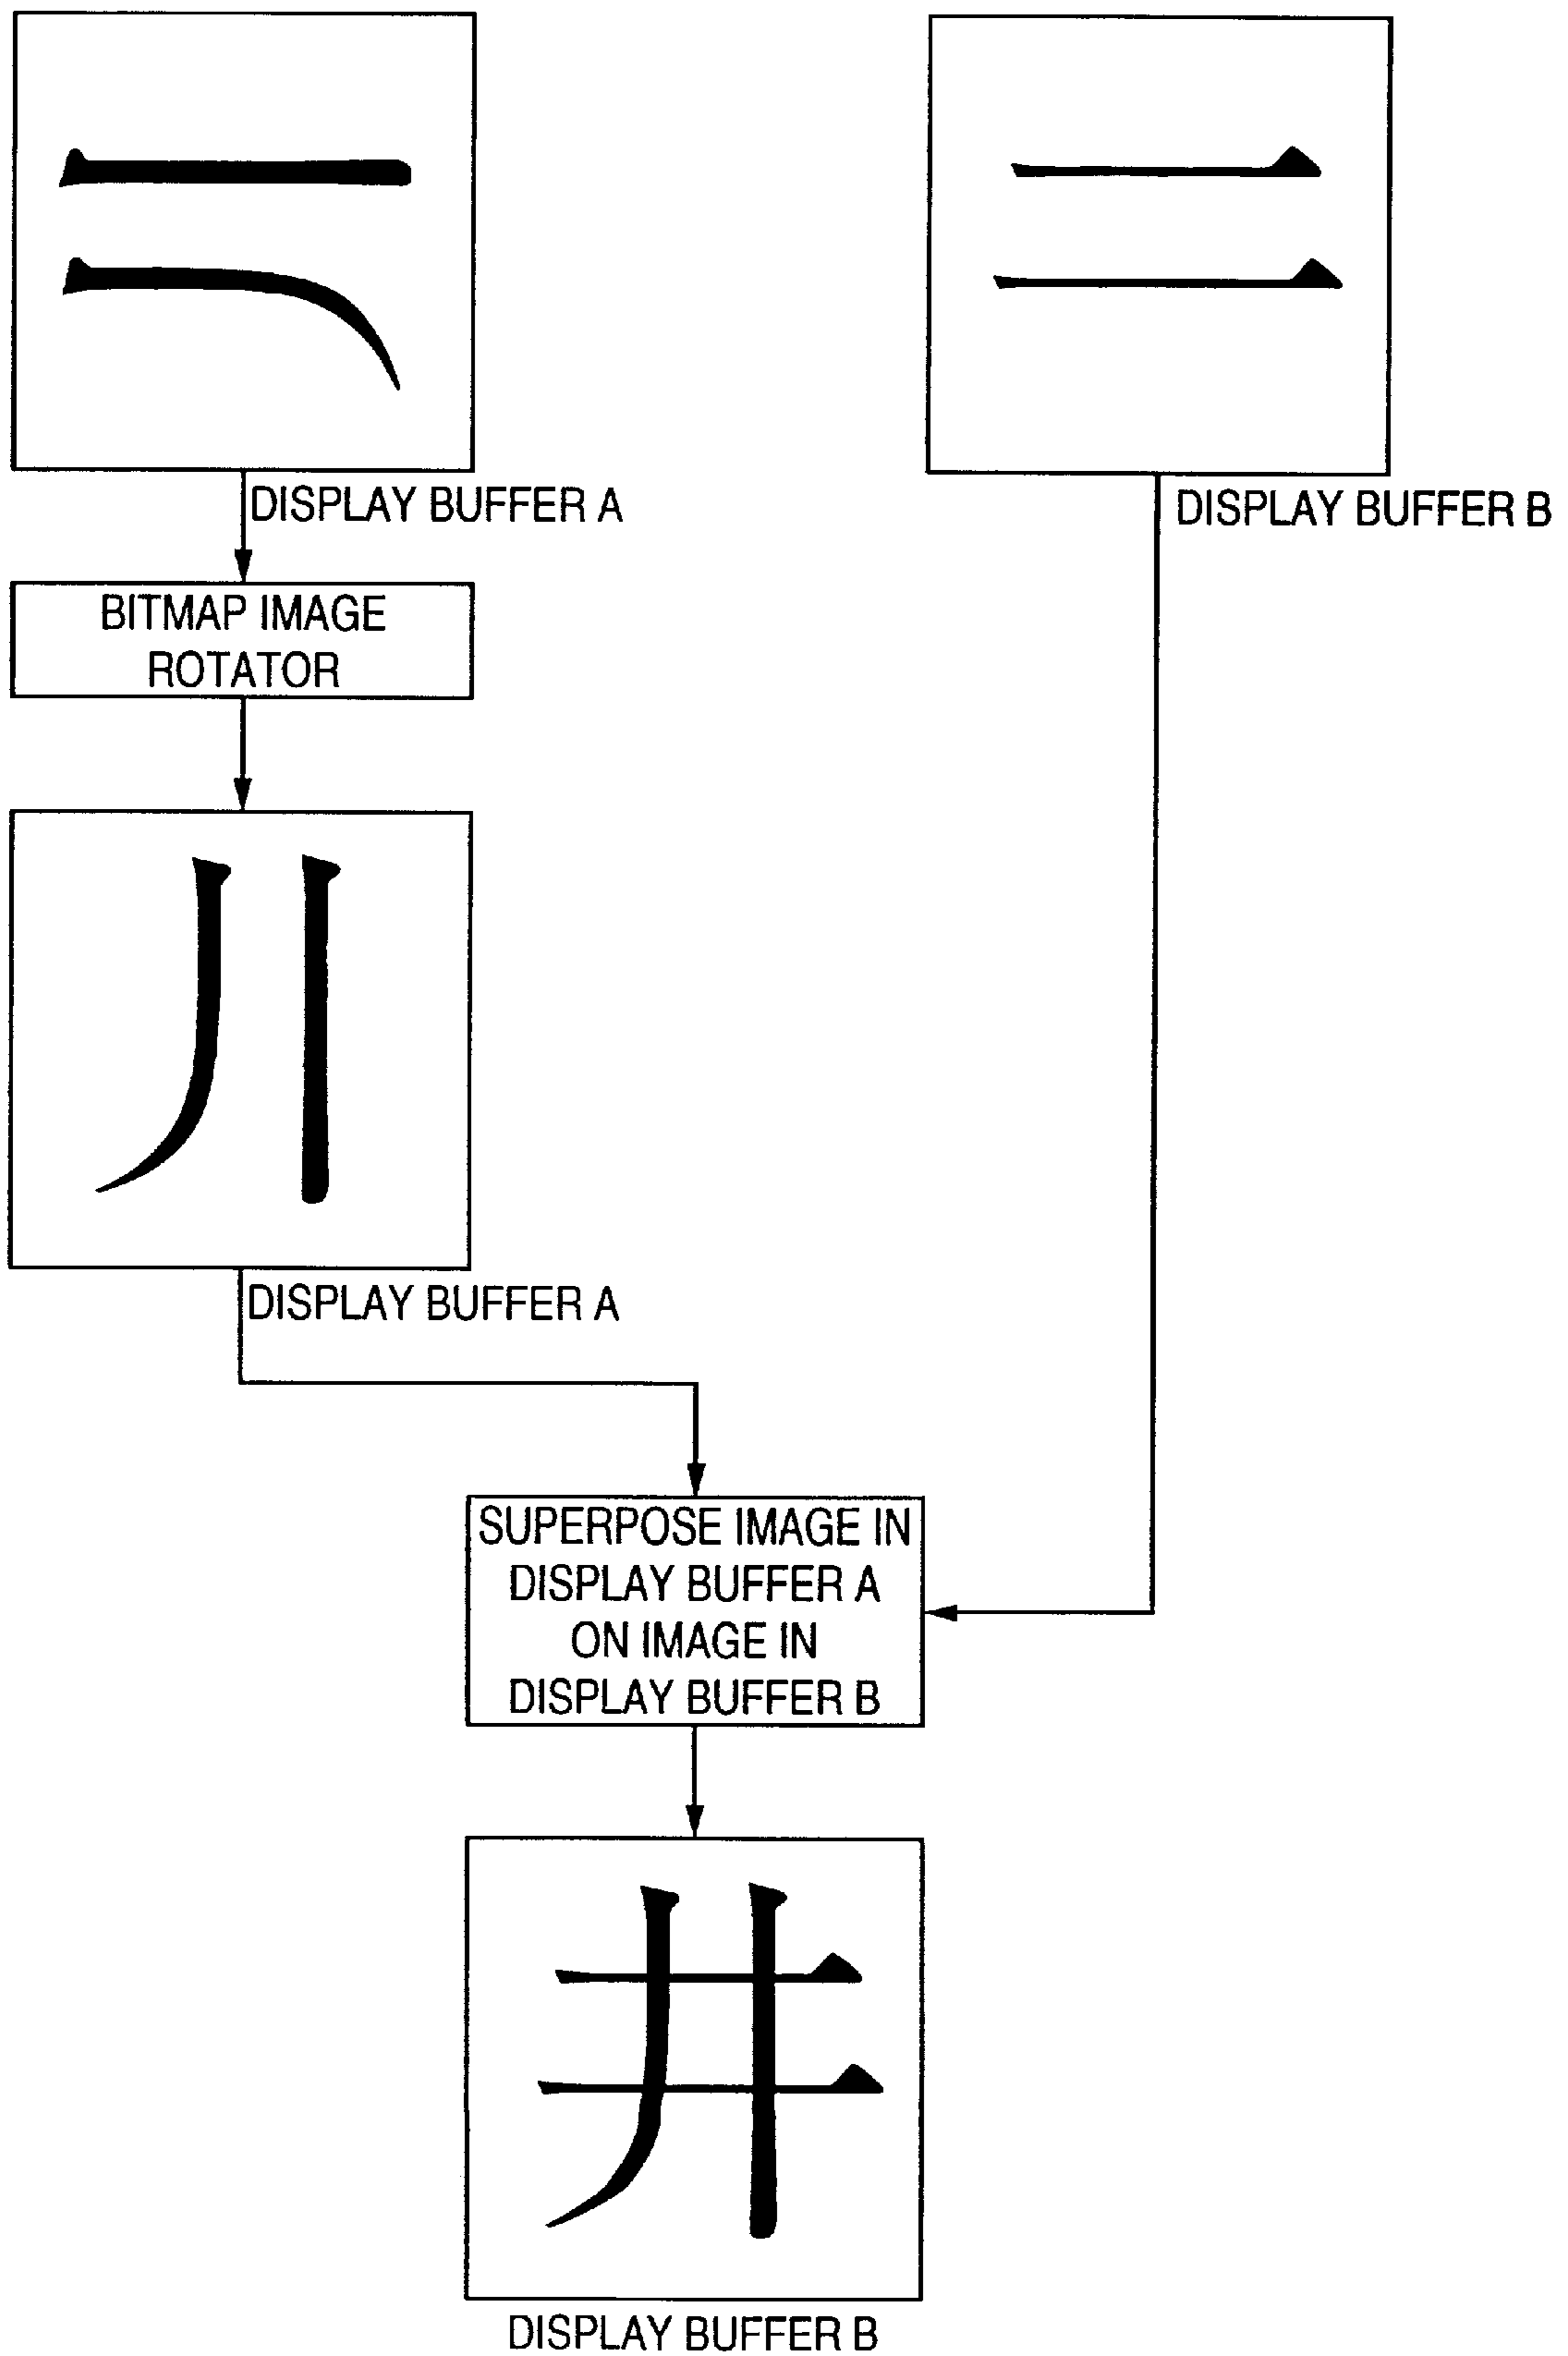 DISPLAY BUFFER A
DISPLAY BUFFER B
BITMAP IMAGE
ROTATOR
DISPLAY BUFFER A
SUPERPOSE IMAGE IN
DISPLAY BUFFER A
ON IMAGE IN
DISPLAY BUFFER B
井
DISPLAY BUFFER B